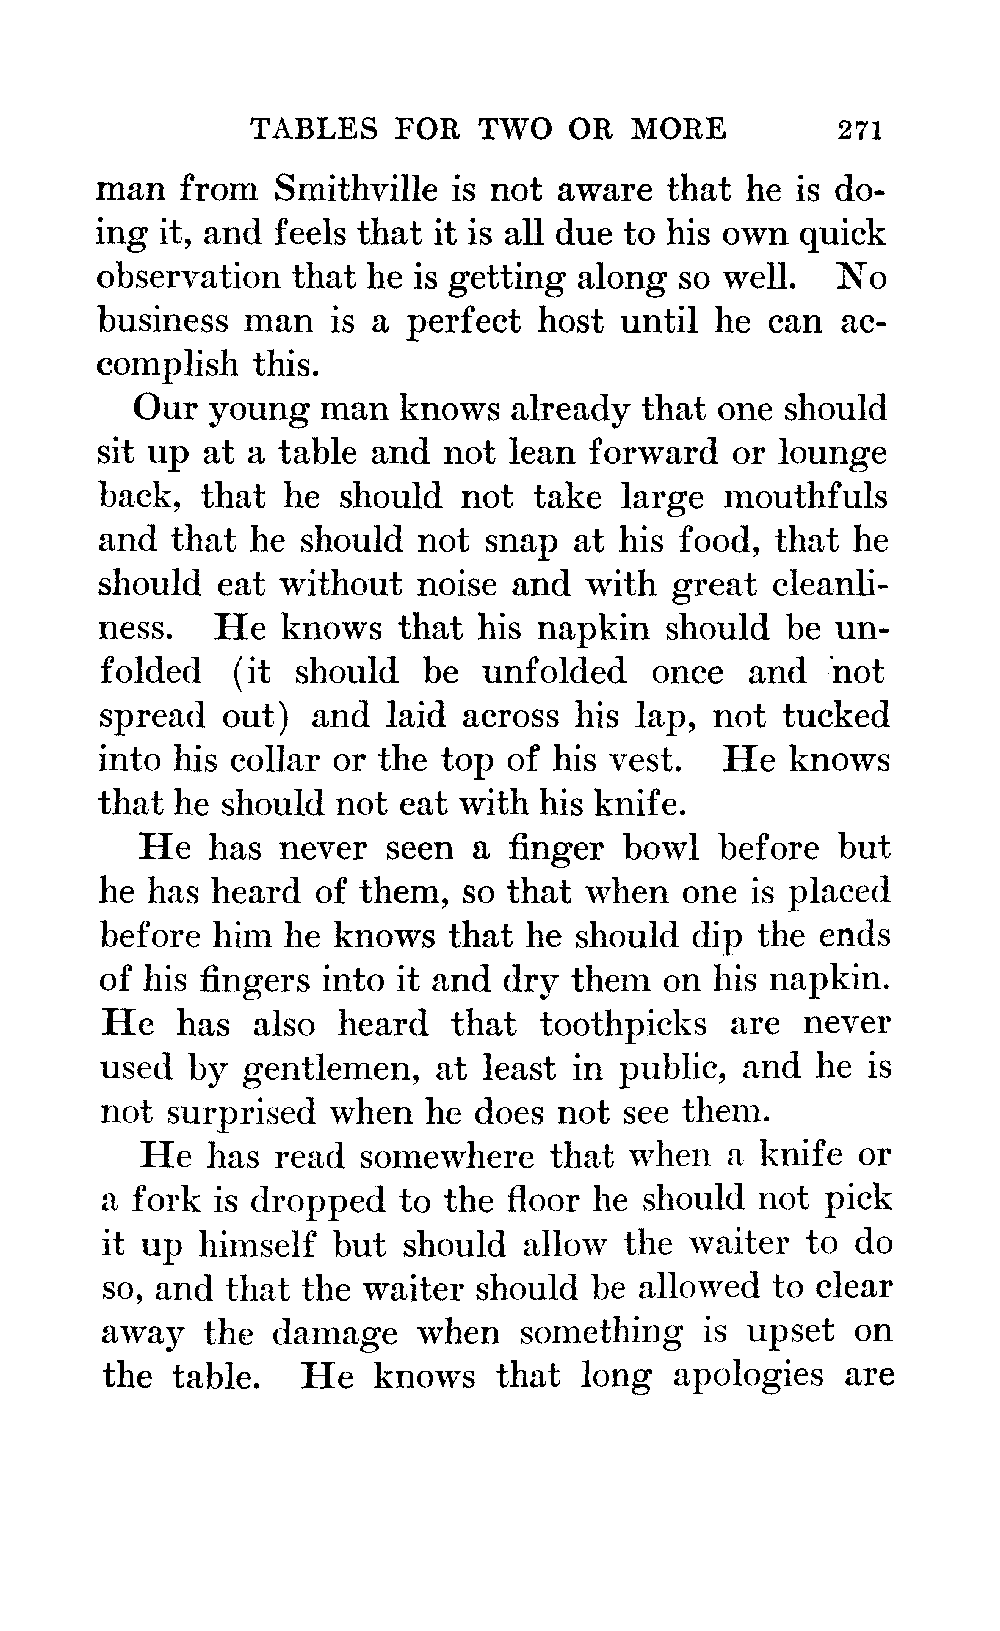 TABLES FOR TWO OR MORE 271
man from Smithville is not aware that he is do-
ing it, and feels that it is all due to his own quick
observation that he is getting along so well. No
business man is a perfect host until he can ac-
complish this.
Our young man knows already that one should
sit up at a table and not lean forward or lounge
back, that he should not take large mouthfuls
and that he should not snap at his food, that he
should eat without noise and with great cleanli-
ness. He knows that his napkin should be un-
folded (it should be unfolded once and not
spread out) and laid across his lap, not tucked
into his collar or the top of his vest. He knows
that he should not eat with his knife.
He has never seen a finger bowl before but
he has heard of them, so that when one is placed
before him he knows that he should dip the ends
of his fingers into it and dry them on his napkin.
He has also heard that toothpicks are never
used by gentlemen, at least in public, and he is
not surprised when he does not see them.
He has read somewhere that when a knife or
a fork is dropped to the floor he should not pick
it up himself but should allow the waiter to do
so, and that the waiter should be allowed to clear
away the damage when something is upset on
the table. He knows that long apologies are